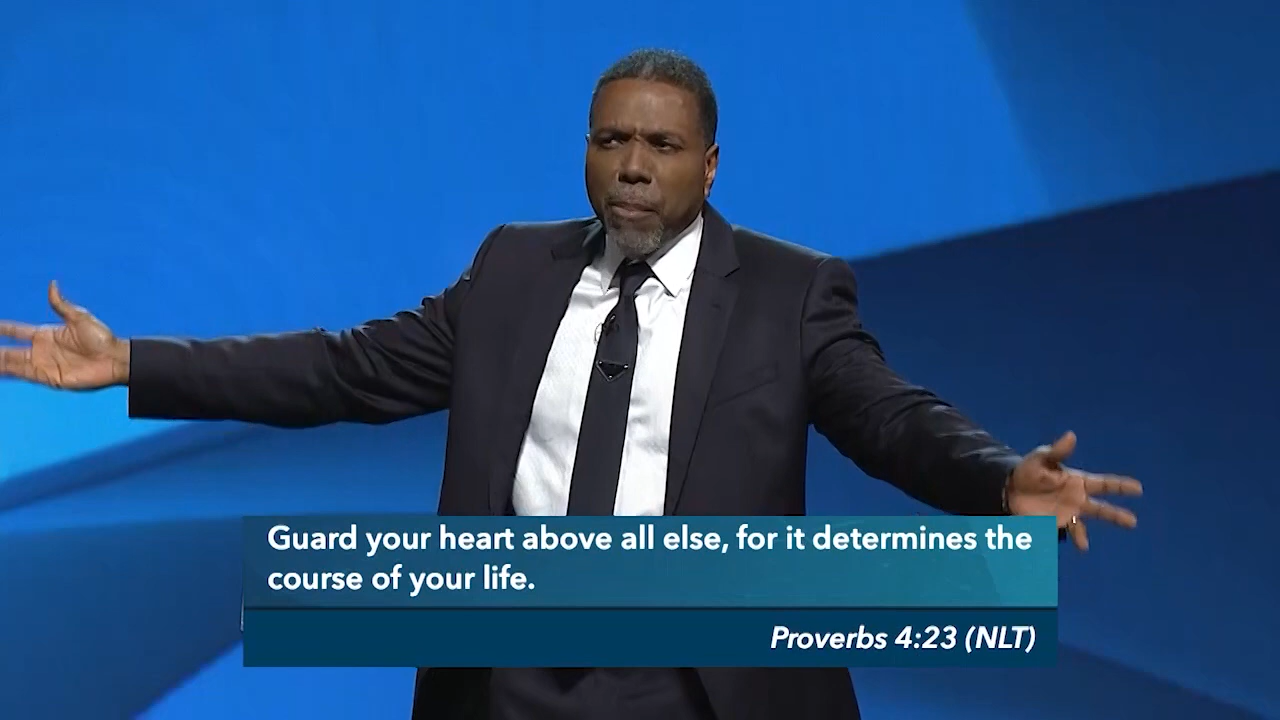 Guard your heart above all else, for it determines the
course of your life.
Proverbs 4:23 (NLT)